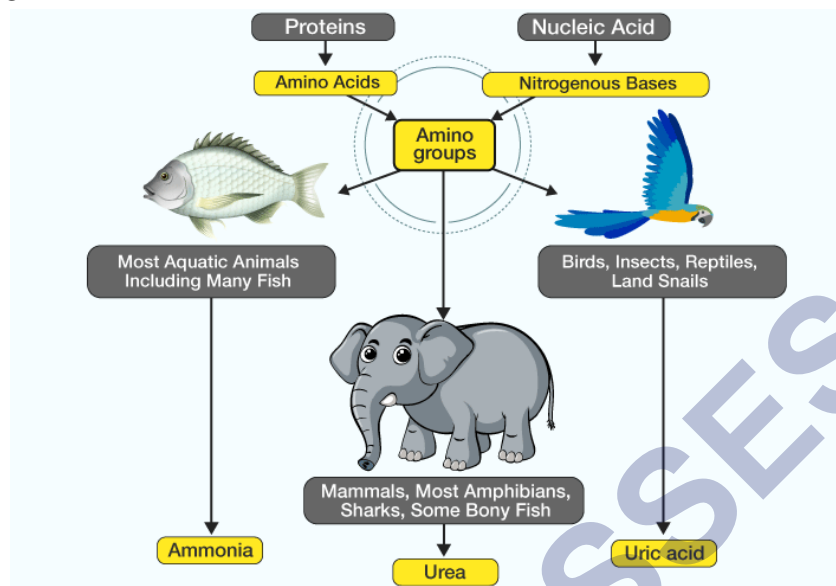 Proteins
Nucleic Acid
Amino Acids
Nitrogenous Bases
Amino
groups
Most Aquatic Animals
Including Many Fish
Birds, Insects, Reptiles,
Land Snails
Mammals, Most Amphibians,
Sharks, Some Bony Fish
Ammonia
Urea
Uric acid